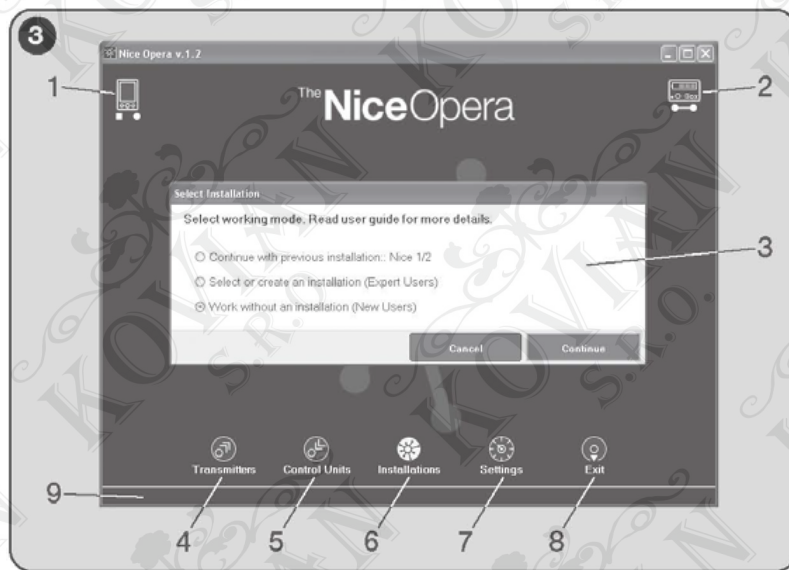 3
Nice Opera v.1.2
1
2
The NiceOpera
Select Installation
Select working mode. Read user guide for more details.
Continue with previous installation:: Nice 1/2
3
Select or create an installation (Expert Users)
Work without an installation (New Users)
Cancel Continue
Transmitters Control Units Installations Settings Exit
9
4 5 6 7 8
KOVIAN
S.R.O.